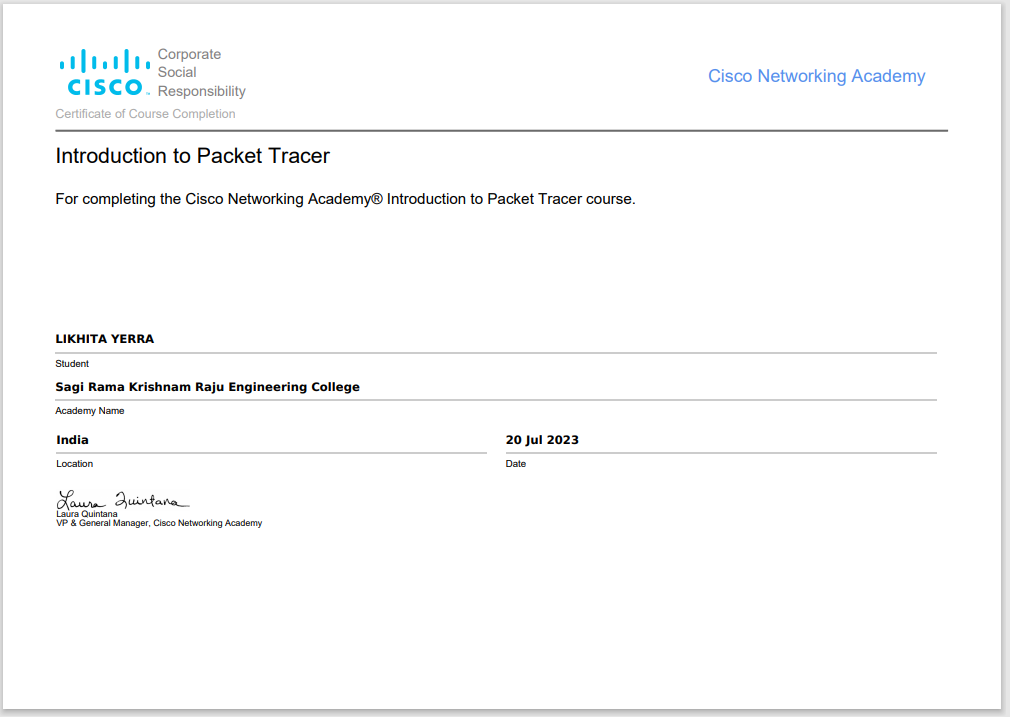 Corporate
Social
Responsibility
CISCO
Cisco Networking Academy
Certificate of Course Completion
Introduction to Packet Tracer
For completing the Cisco Networking Academy® Introduction to Packet Tracer course.
LIKHITA YERRA
Student
Sagi Rama Krishnam Raju Engineering College
Academy Name
India
Location
20 Jul 2023
Date
Laura Quintana
Laura Quintana
VP & General Manager, Cisco Networking Academy